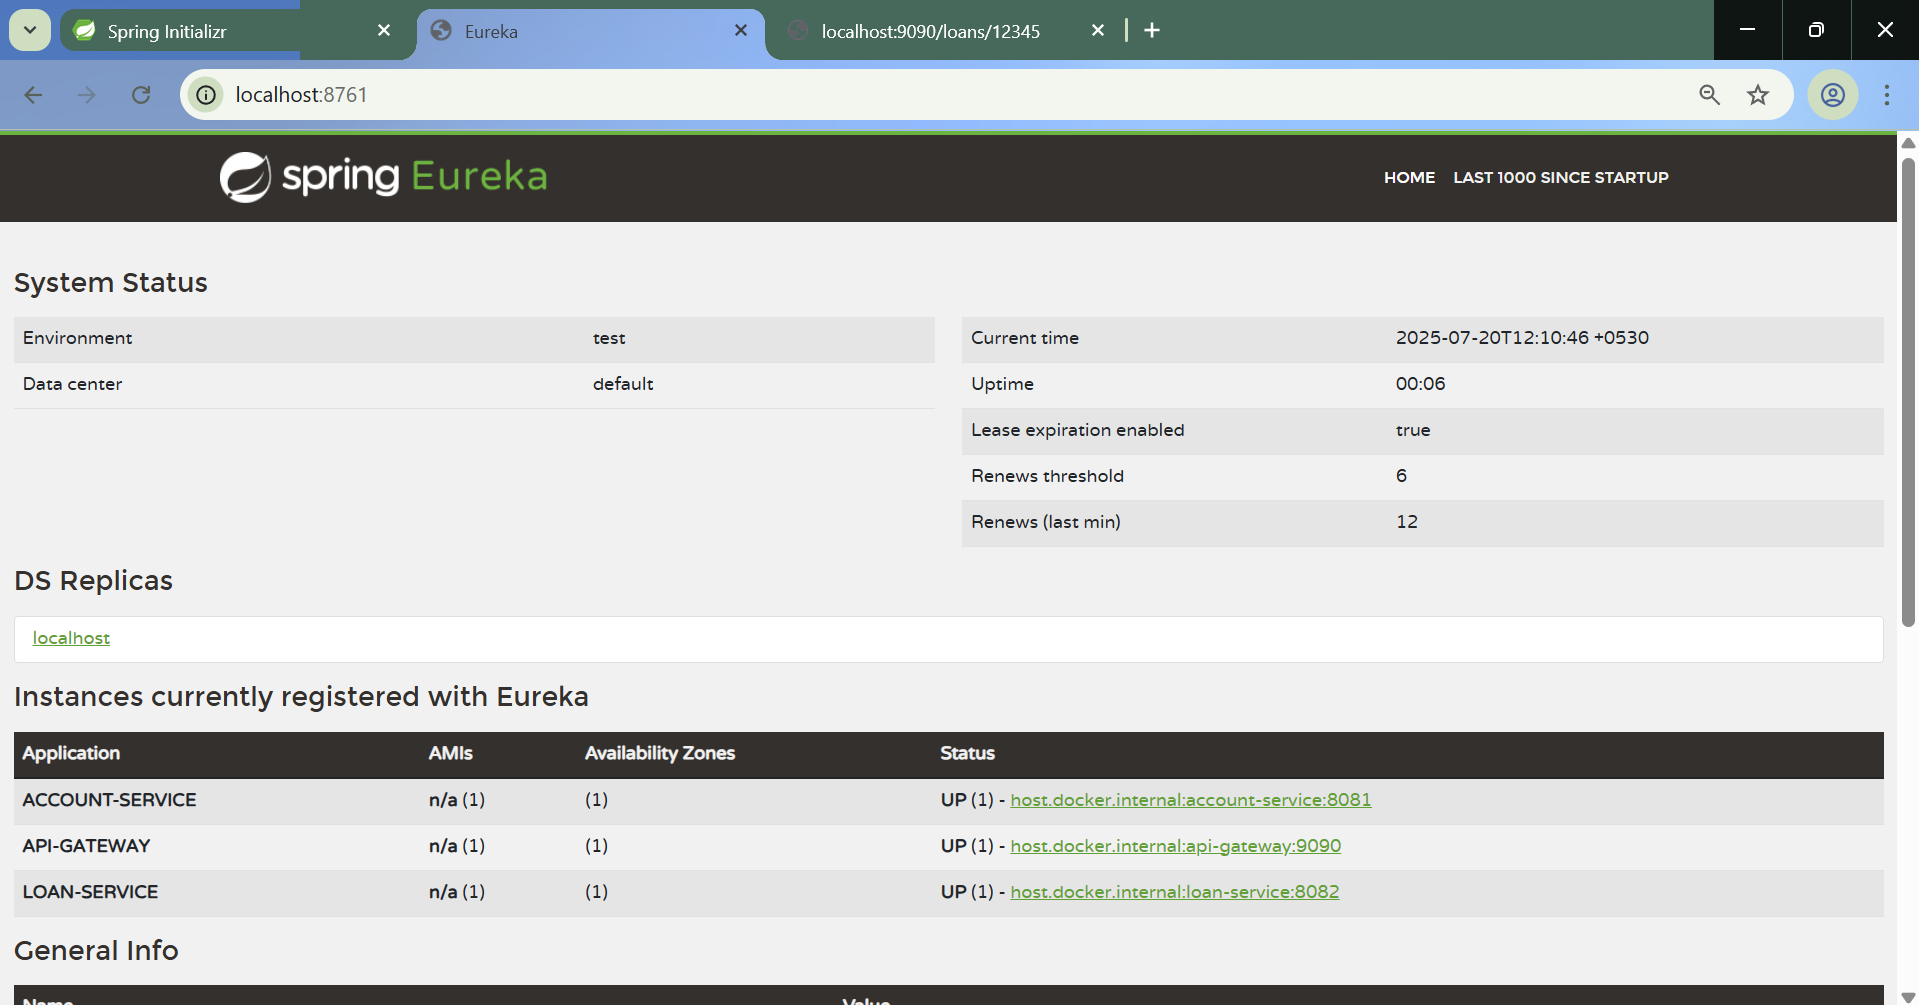 Spring Initializr
Eureka
localhost:9090/loans/12345
localhost:8761
spring Eureka
HOME LAST 1000 SINCE STARTUP
System Status
Environment test
Data center default
Current time 2025-07-20T12:10:46 +0530
Uptime 00:06
Lease expiration enabled true
Renews threshold 6
Renews (last min) 12
DS Replicas
localhost
Instances currently registered with Eureka
Application AMIs Availability Zones Status
ACCOUNT-SERVICE n/a (1) (1) UP (1) - host.docker.internal:account-service:8081
API-GATEWAY n/a (1) (1) UP (1) - host.docker.internal:api-gateway:9090
LOAN-SERVICE n/a (1) (1) UP (1) - host.docker.internal:loan-service:8082
General Info
Name Value